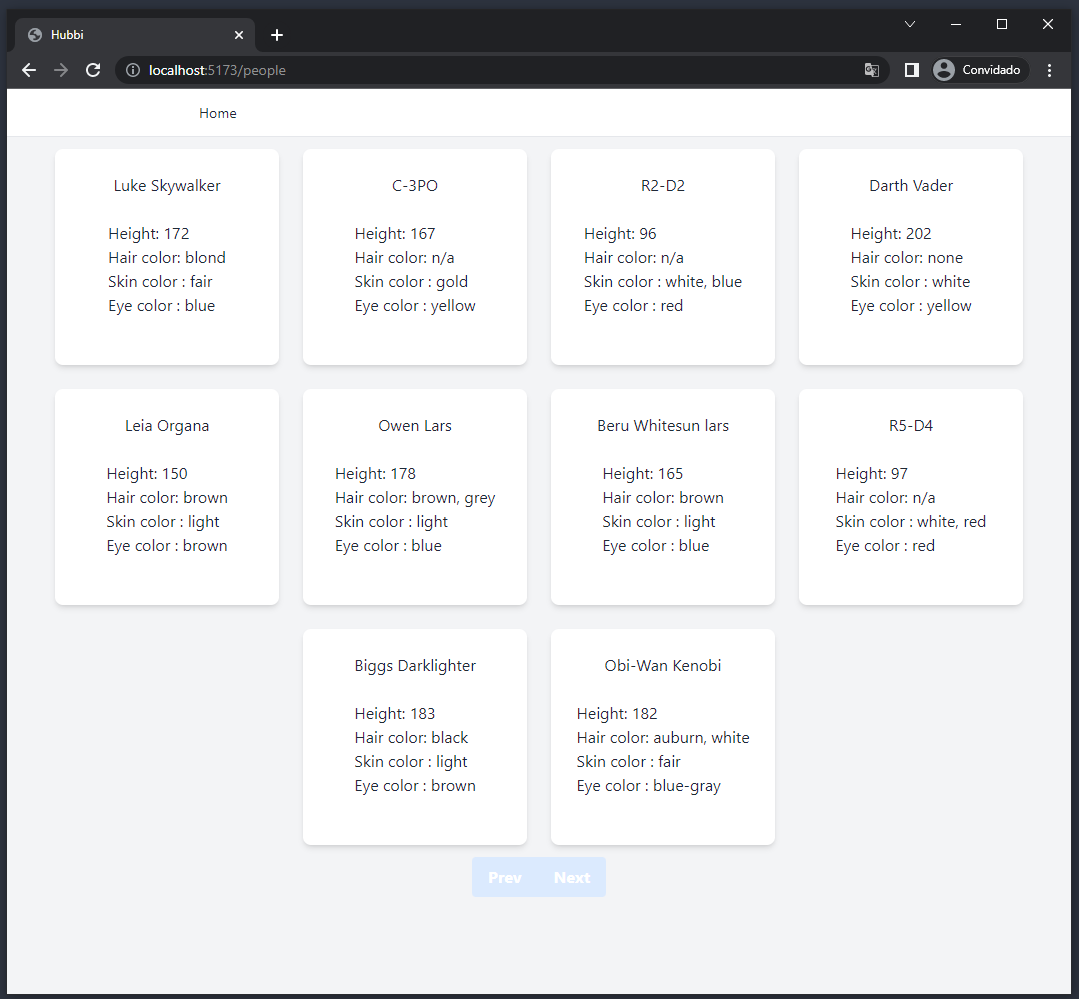 Hubbi
localhost:5173/people
Convidado
Home
Luke Skywalker
Height: 172
Hair color: blond
Skin color : fair
Eye color : blue
C-3PO
Height: 167
Hair color: n/a
Skin color : gold
Eye color : yellow
R2-D2
Height: 96
Hair color: n/a
Skin color : white, blue
Eye color : red
Darth Vader
Height: 202
Hair color: none
Skin color : white
Eye color : yellow
Leia Organa
Height: 150
Hair color: brown
Skin color : light
Eye color : brown
Owen Lars
Height: 178
Hair color: brown, grey
Skin color : light
Eye color : blue
Beru Whitesun lars
Height: 165
Hair color: brown
Skin color : light
Eye color : blue
R5-D4
Height: 97
Hair color: n/a
Skin color : white, red
Eye color : red
Biggs Darklighter
Height: 183
Hair color: black
Skin color : light
Eye color : brown
Obi-Wan Kenobi
Height: 182
Hair color: auburn, white
Skin color : fair
Eye color : blue-gray
Prev Next